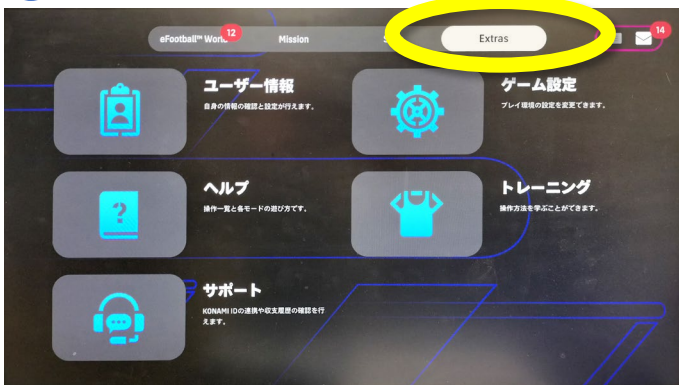 eFootball™ World
12
Mission
Extras
14
ユーザー情報
自身の情報の確認と設定が行えます。
ゲーム設定
プレイ環境の設定を変更できます。
ヘルプ
操作一覧と各モードの遊び方です。
トレーニング
操作方法を学ぶことができます。
サポート
KONAMI IDの連携や収支履歴の確認を行
えます。